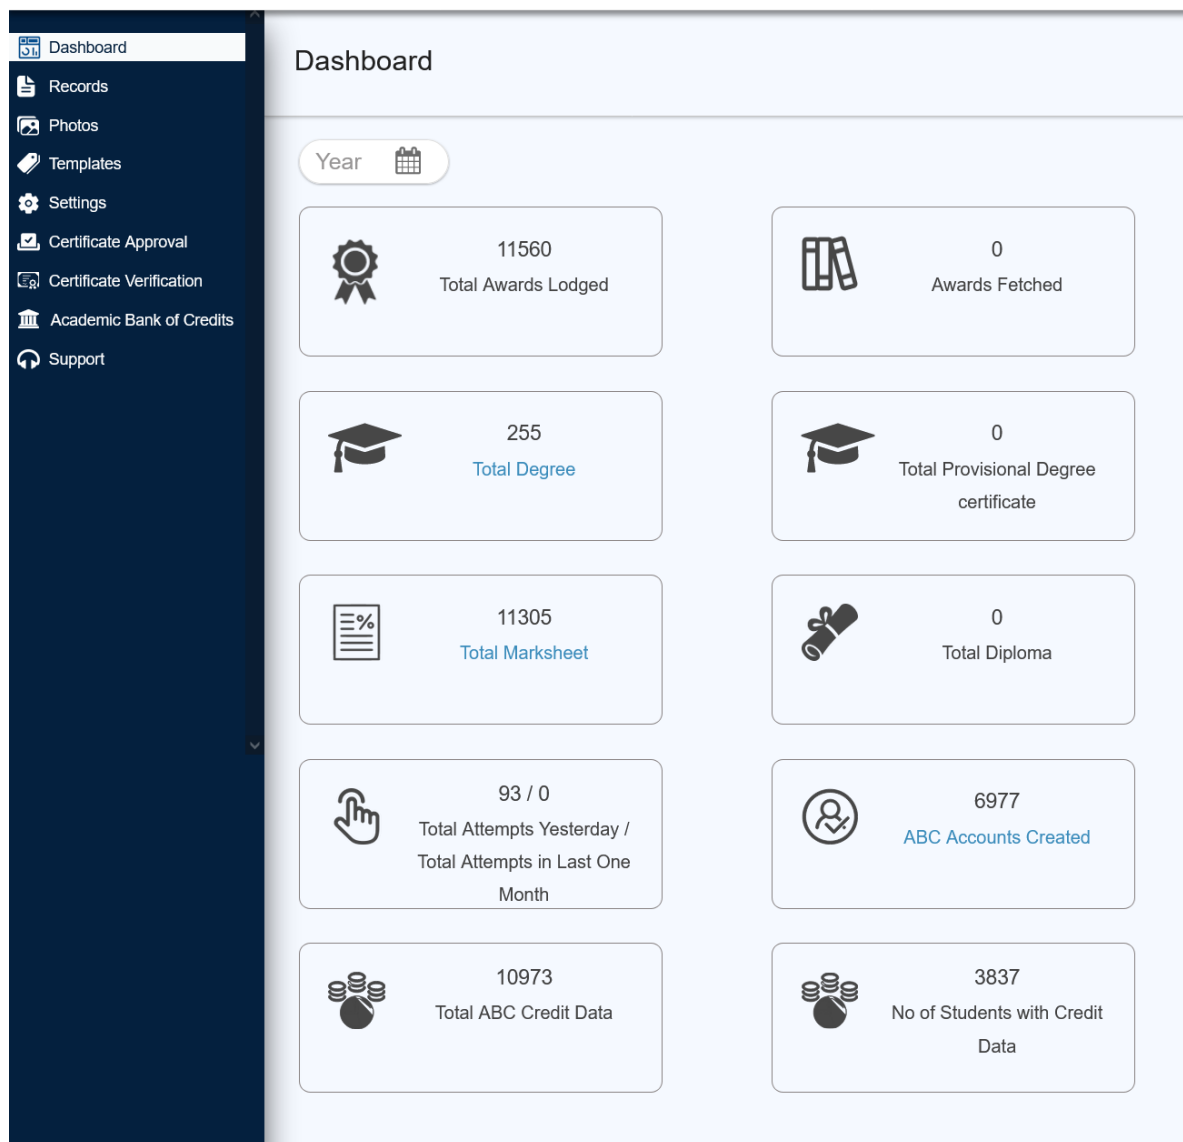 Dashboard
Records
Photos
Templates
Settings
Certificate Approval
Certificate Verification
Academic Bank of Credits
Support
Dashboard
Year
11560
Total Awards Lodged
0
Awards Fetched
255
Total Degree
0
Total Provisional Degree
certificate
11305
Total Marksheet
0
Total Diploma
93 / 0
Total Attempts Yesterday /
Total Attempts in Last One
Month
6977
ABC Accounts Created
10973
Total ABC Credit Data
3837
No of Students with Credit
Data